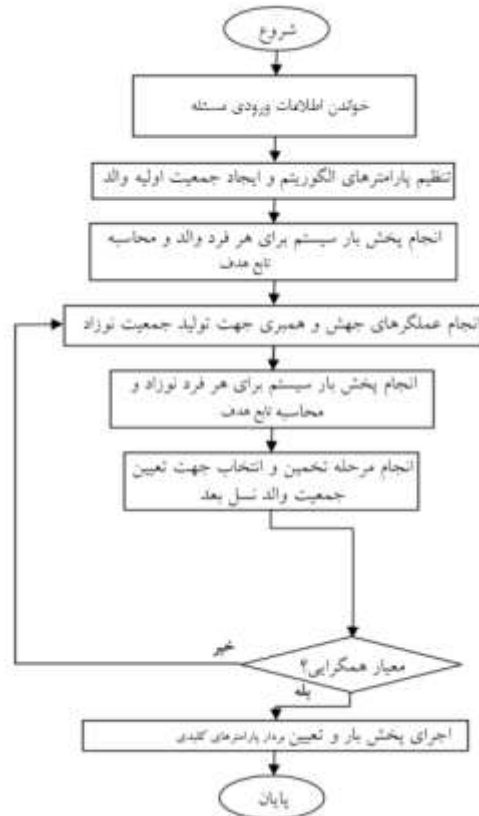 شروع
خواندن اطلاعات ورودی مسئله
تنظیم پارامترهای الگوریتم و ایجاد جمعیت اولیه والد
انجام پخش بار سیستم برای هر فرد والد و محاسبه
تابع هدف
انجام عملگرهای جهش و همبری جهت تولید جمعیت نوزاد
انجام پخش بار سیستم برای هر فرد نوزاد و
محاسبه تابع هدف
انجام مرحله تخمین و انتخاب جهت تعیین
جمعیت والد نسل بعد
خیر
معیار همگرایی؟
بله
اجرای پخش بار و تعیین بردار پارامترهای کلیدی
پایان